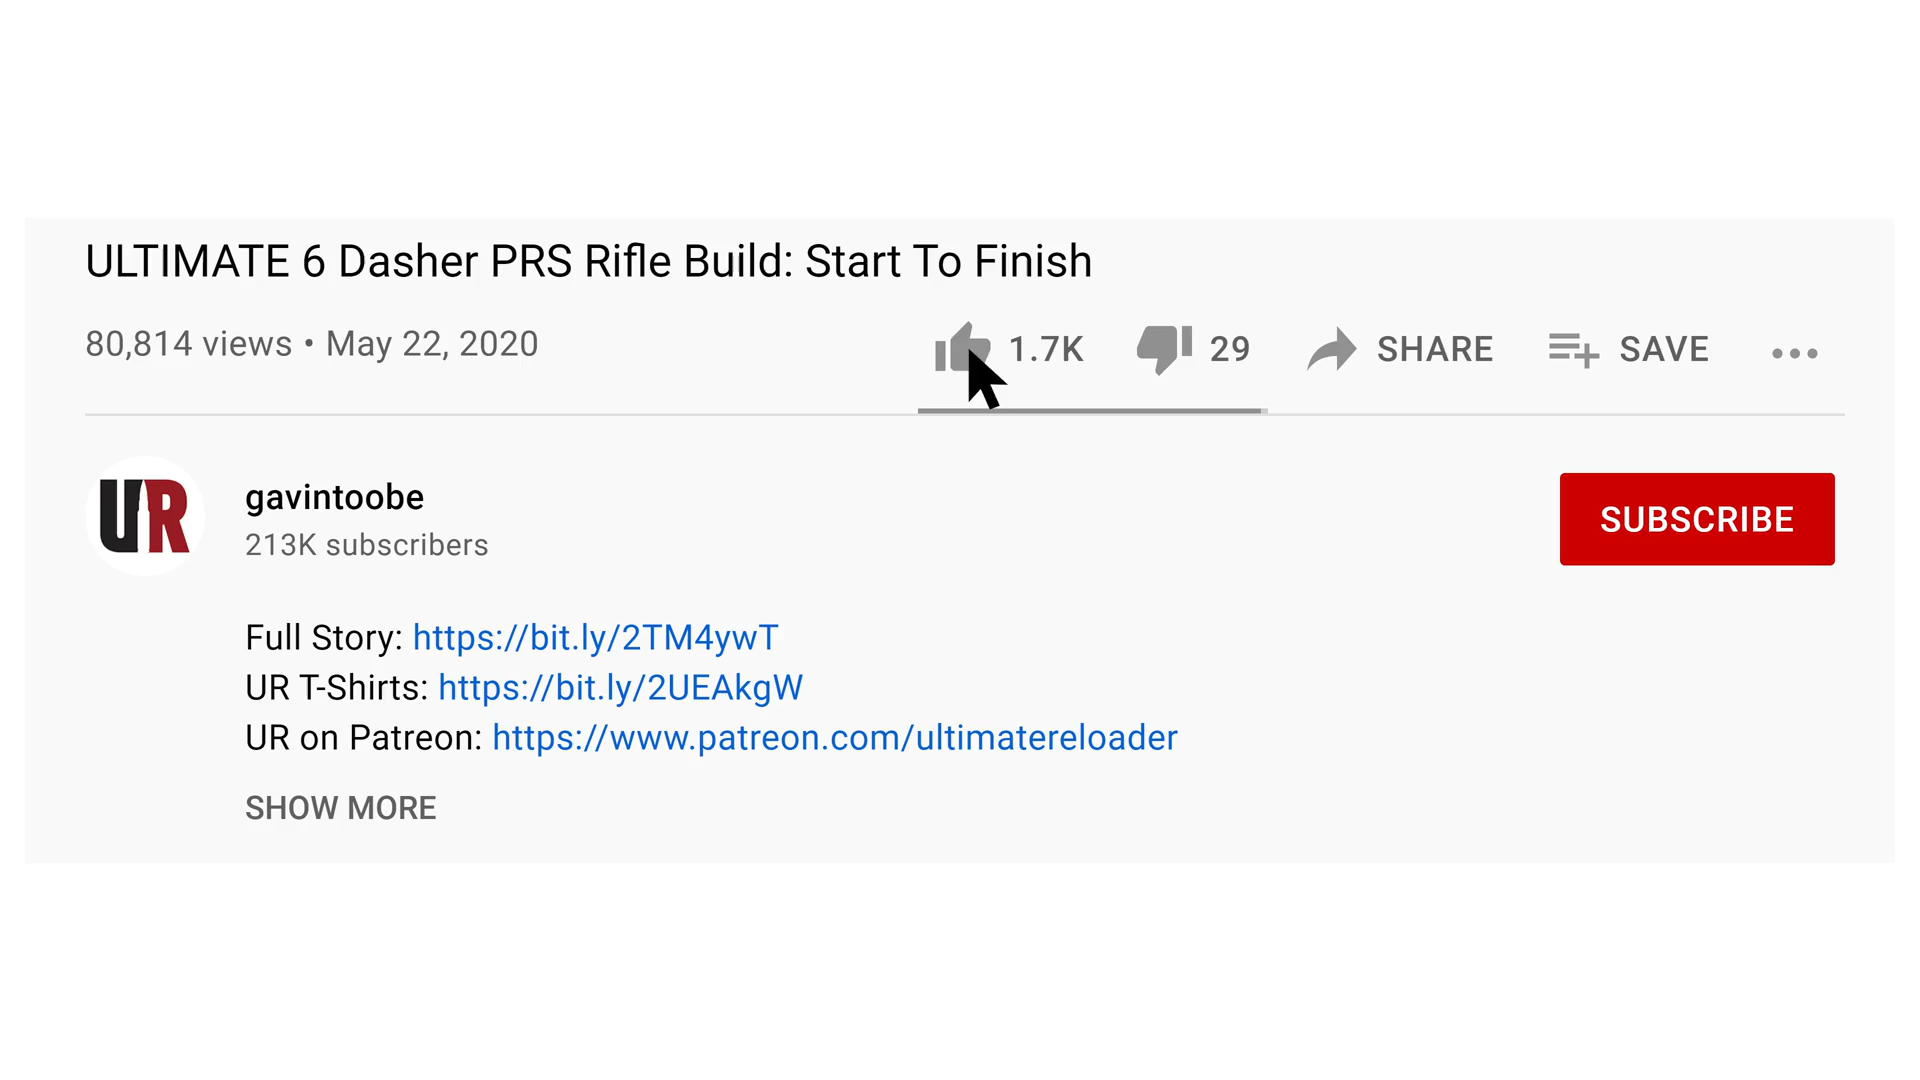 ULTIMATE 6 Dasher PRS Rifle Build: Start To Finish
80,814 views • May 22, 2020
1.7K
29
SHARE
SAVE
UR
gavintoobe
213K subscribers
SUBSCRIBE
Full Story: https://bit.ly/2TM4ywT
UR T-Shirts: https://bit.ly/2UEAkgW
UR on Patreon: https://www.patreon.com/ultimatereloader
SHOW MORE